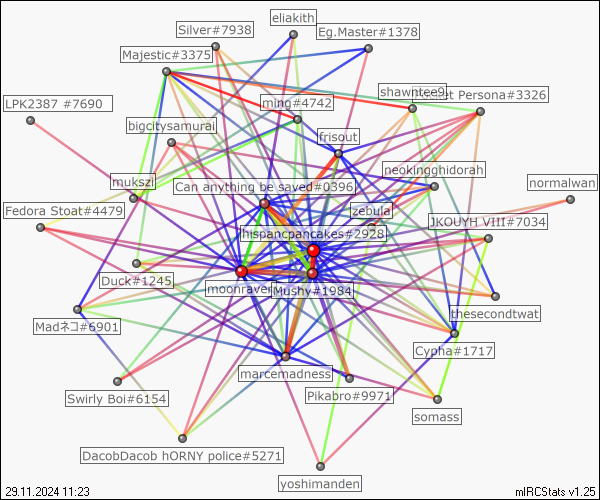 eliakith
Silver#7938
Eg.Master#1378
Majestic#3375
shawntee9
Persona#3326
LPK2387 #7690
ming#4742
bigcitysamurai
frisout
neokingghidorah
mukszi
Can anything be saved#0396
normalwan
Fedora Stoat#4479
zebula
JKOUYH VIII#7034
hispancpancakes#2928
Duck#1245
moonraver
Mushy#1984
thesecondtwat
Madネコ#6901
Cypha#1717
marcemadness
Swirly Boi#6154
Pikabro#9971
somass
DacobDacob hORNY police#5271
yoshimanden
29.11.2024 11:23
mIRCStats v1.25